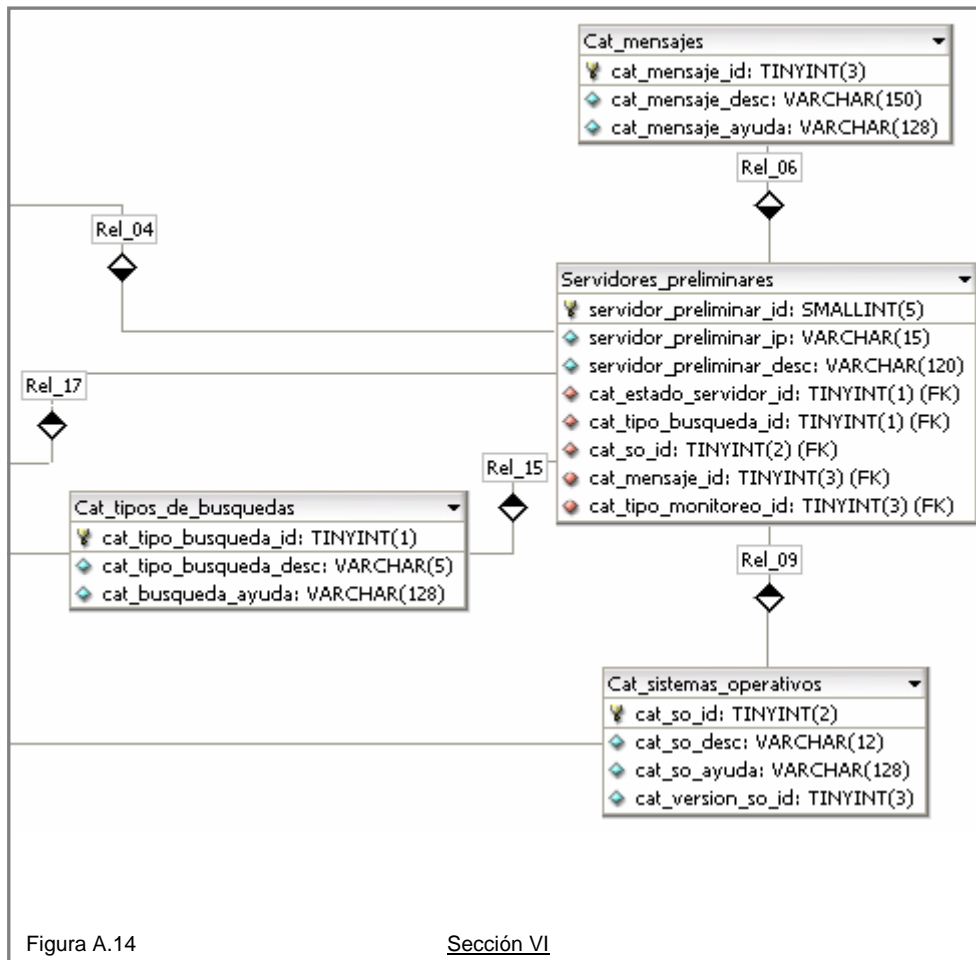 Cat_mensajes
cat_mensaje_id: TINYINT(3)
cat_mensaje_desc: VARCHAR(150)
cat_mensaje_ayuda: VARCHAR(128)
Rel_06
Rel_04
Servidores_preliminares
servidor_preliminar_id: SMALLINT(5)
servidor_preliminar_ip: VARCHAR(15)
servidor_preliminar_desc: VARCHAR(120)
cat_estado_servidor_id: TINYINT(1) (FK)
cat_tipo_busqueda_id: TINYINT(1) (FK)
cat_so_id: TINYINT(2) (FK)
cat_mensaje_id: TINYINT(3) (FK)
cat_tipo_monitoreo_id: TINYINT(3) (FK)
Rel_17
Rel_15
Cat_tipos_de_busquedas
cat_tipo_busqueda_id: TINYINT(1)
cat_tipo_busqueda_desc: VARCHAR(5)
cat_busqueda_ayuda: VARCHAR(128)
Rel_09
Cat_sistemas_operativos
cat_so_id: TINYINT(2)
cat_so_desc: VARCHAR(12)
cat_so_ayuda: VARCHAR(128)
cat_version_so_id: TINYINT(3)
Figura A.14
Sección VI